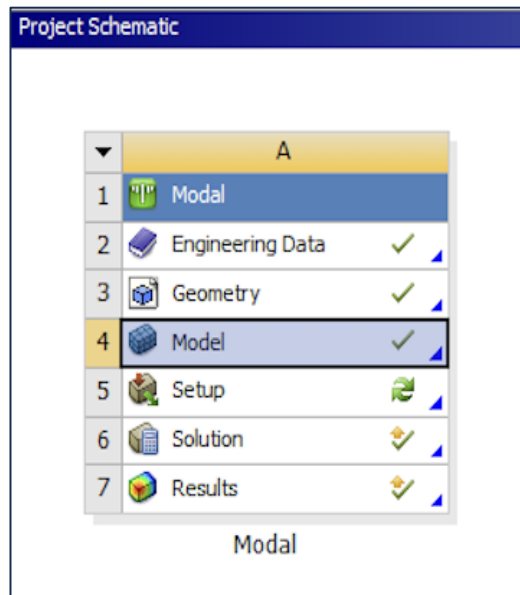 Project Schematic
A
1 Modal
2 Engineering Data
3 Geometry
4 Model
5 Setup
6 Solution
7 Results
Modal